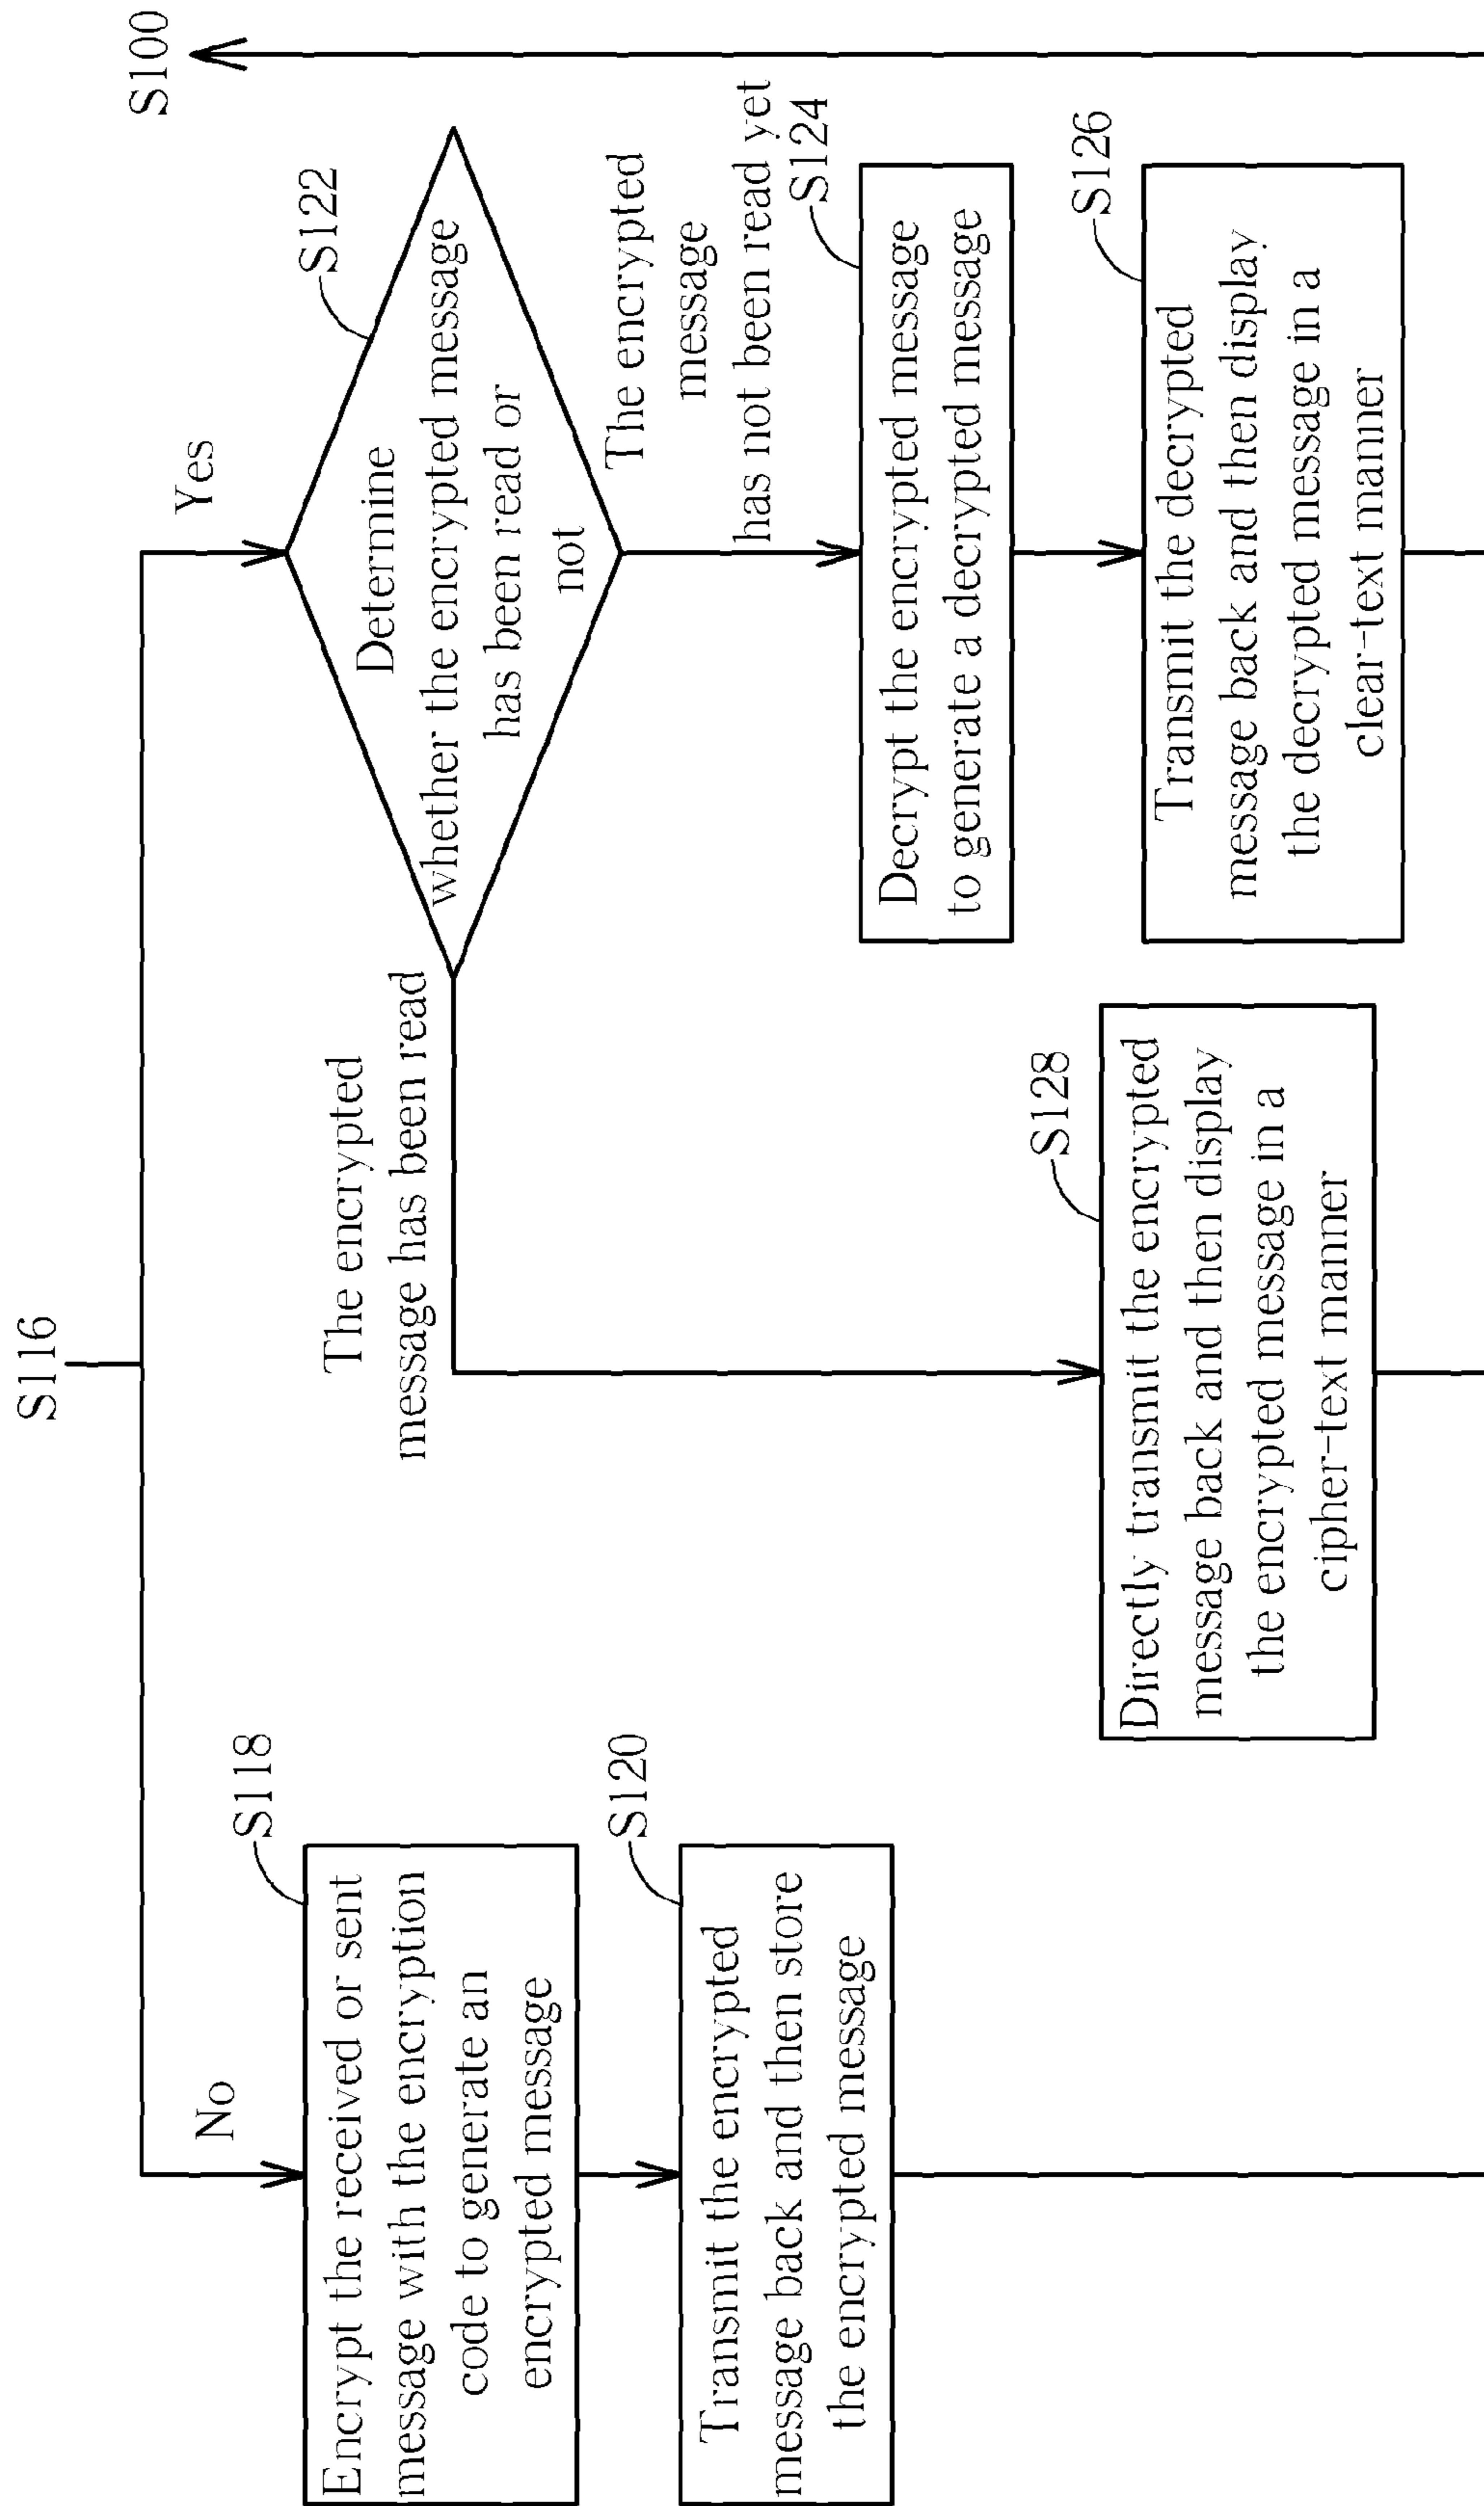 S116
No
Yes
S100
S118
Encrypt the received or sent
message with the encryption
code to generate an
encrypted message
S120
Transmit the encrypted
message back and then store
the encrypted message
The encrypted
message has been read
S122
Determine
whether the encrypted message
has been read or
not
The encrypted
message
has not been read yet
S124
Decrypt the encrypted message
to generate a decrypted message
S126
Transmit the decrypted
message back and then display
the decrypted message in a
clear-text manner
S128
Directly transmit the encrypted
message back and then display
the encrypted message in a
cipher-text manner